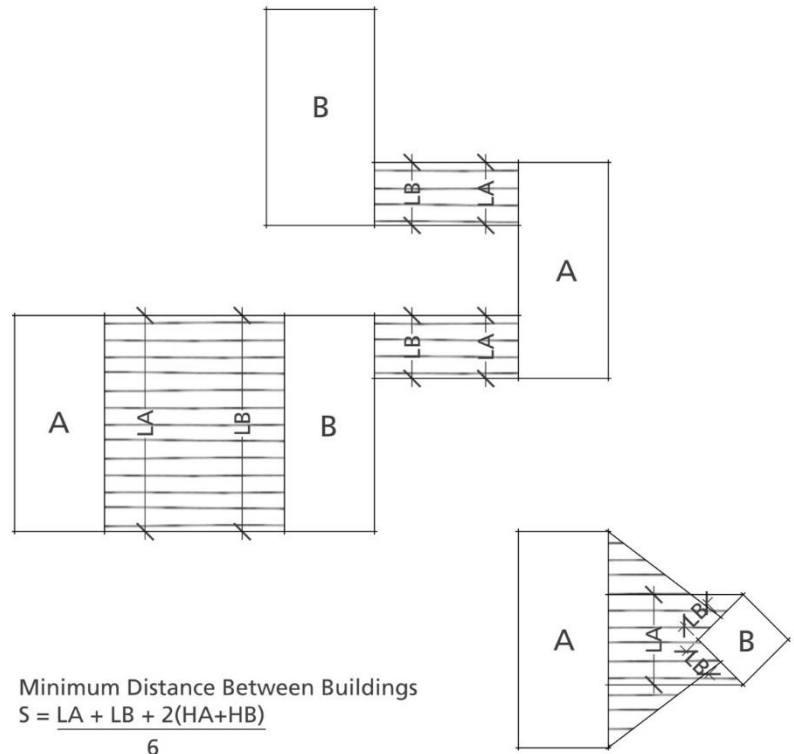 B
LB
LA
A
LB
LA
A
LA
LB
B
A
LA
LB
LB
B
Minimum Distance Between Buildings
S = LA + LB + 2(HA+HB)
6